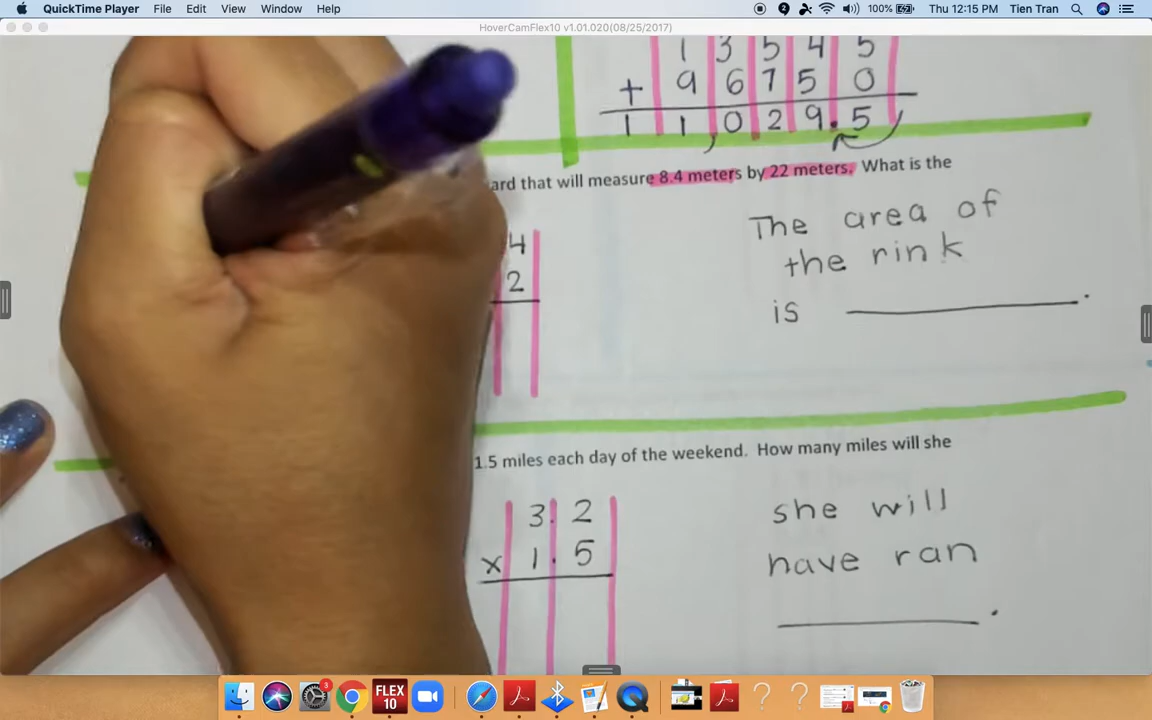 QuickTime Player File Edit View Window Help 100% Thu 12:15 PM Tien Tran
HoverCamFlex10 v1.01.020(08/25/2017)
1 3 5 4 5
+ 9 6 7 5 0
1 1 , 0 2 9 . 5
ard that will measure 8.4 meters by 22 meters. What is the
The area of
4
the rink
2
is ________.
1.5 miles each day of the weekend. How many miles will she
3. 2
she will
x 1. 5
have ran
________.
FLEX
10
3